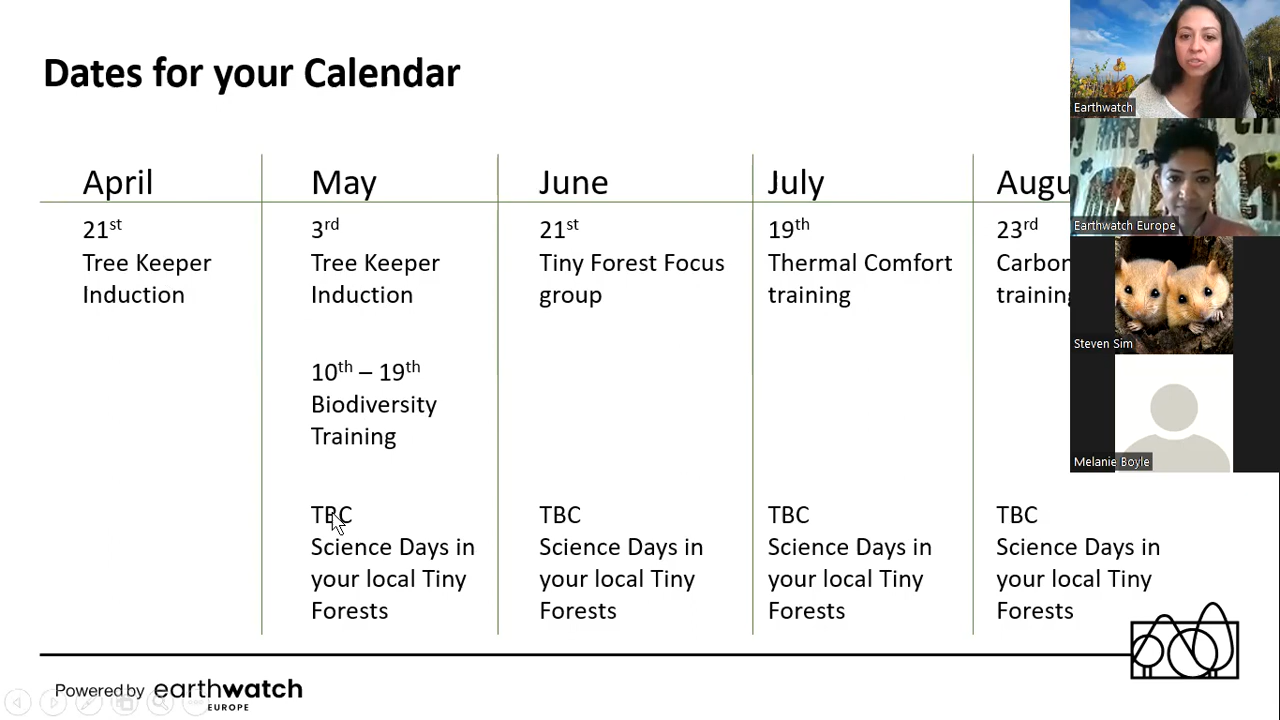 Dates for your Calendar
April
21st
Tree Keeper
Induction
May
3rd
Tree Keeper
Induction
10th – 19th
Biodiversity
Training
TBC
Science Days in
your local Tiny
Forests
June
21st
Tiny Forest Focus
group
TBC
Science Days in
your local Tiny
Forests
July
19th
Thermal Comfort
training
TBC
Science Days in
your local Tiny
Forests
Augu
23rd
Carbon
training
TBC
Science Days in
your local Tiny
Forests
Earthwatch
Earthwatch Europe
Steven Sim
Melanie Boyle
Powered by earthwatch
EUROPE